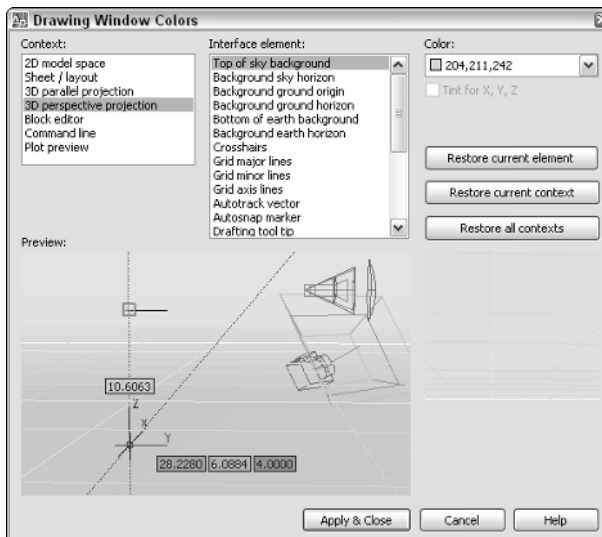 Drawing Window Colors
Context:
2D model space
Sheet / layout
3D parallel projection
3D perspective projection
Block editor
Command line
Plot preview
Interface element:
Top of sky background
Background sky horizon
Background ground origin
Background ground horizon
Bottom of earth background
Background earth horizon
Crosshairs
Grid major lines
Grid minor lines
Grid axis lines
Autotrack vector
Autosnap marker
Drafting tool tip
Color:
204,211,242
Tint for X, Y, Z
Restore current element
Restore current context
Restore all contexts
Preview:
10.6063
Z
X
Y
28.2280 6.0884 4.0000
Apply & Close
Cancel
Help